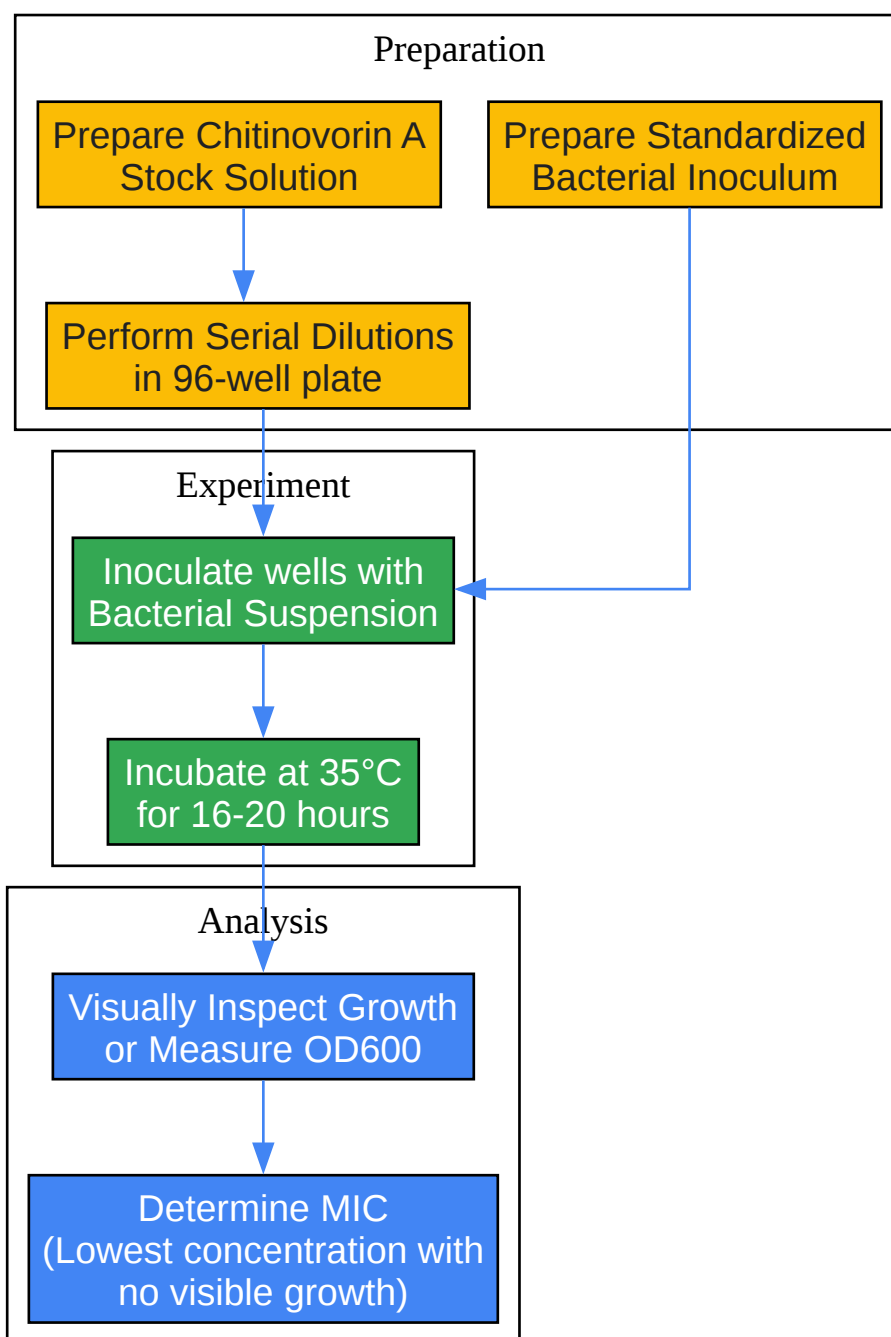 Preparation
Prepare Chitinovorin A
Stock Solution
Prepare Standardized
Bacterial Inoculum
Perform Serial Dilutions
in 96-well plate
Experiment
Inoculate wells with
Bacterial Suspension
Incubate at 35°C
for 16-20 hours
Analysis
Visually Inspect Growth
or Measure OD600
Determine MIC
(Lowest concentration with
no visible growth)